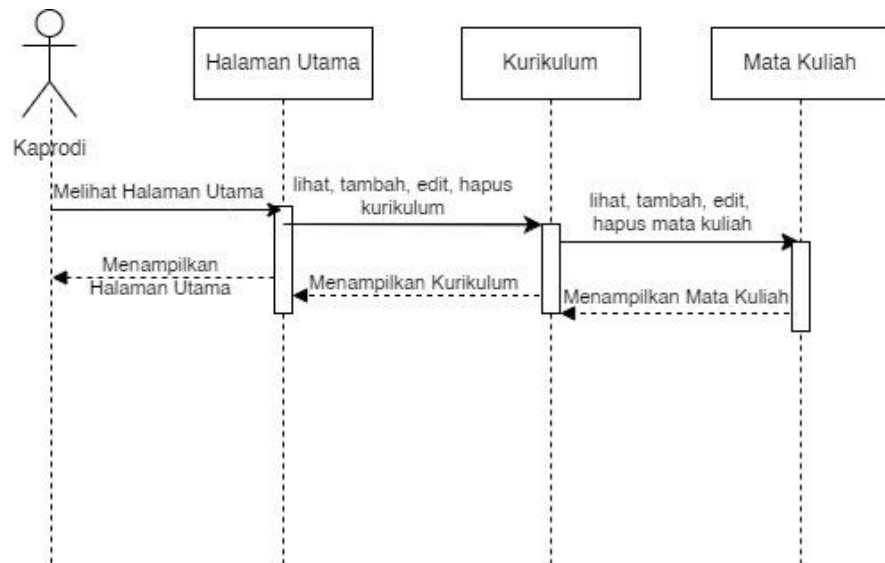 Halaman Utama
Kurikulum
Mata Kuliah
Kaprodi
Melihat Halaman Utama
lihat, tambah, edit, hapus
kurikulum
lihat, tambah, edit,
hapus mata kuliah
Menampilkan
Halaman Utama
Menampilkan Kurikulum
Menampilkan Mata Kuliah